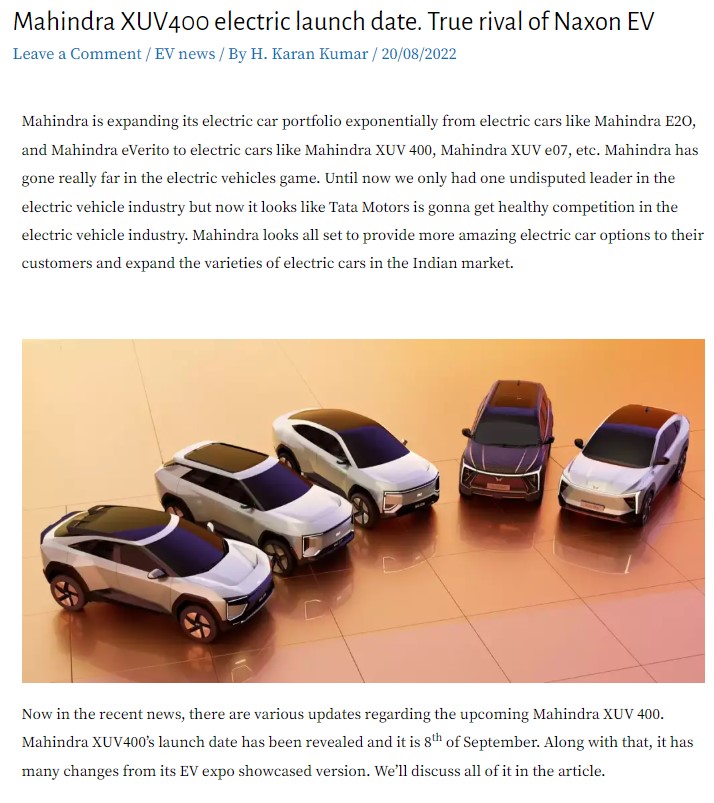 Mahindra XUV400 electric launch date. True rival of Naxon EV
Leave a Comment / EV news / By H. Karan Kumar / 20/08/2022
Mahindra is expanding its electric car portfolio exponentially from electric cars like Mahindra E2O,
and Mahindra eVerito to electric cars like Mahindra XUV 400, Mahindra XUV e07, etc. Mahindra has
gone really far in the electric vehicles game. Until now we only had one undisputed leader in the
electric vehicle industry but now it looks like Tata Motors is gonna get healthy competition in the
electric vehicle industry. Mahindra looks all set to provide more amazing electric car options to their
customers and expand the varieties of electric cars in the Indian market.
Now in the recent news, there are various updates regarding the upcoming Mahindra XUV 400.
Mahindra XUV400's launch date has been revealed and it is 8th of September. Along with that, it has
many changes from its EV expo showcased version. We'll discuss all of it in the article.